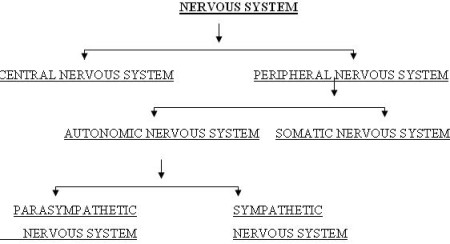 NERVOUS SYSTEM
CENTRAL NERVOUS SYSTEM PERIPHERAL NERVOUS SYSTEM
AUTONOMIC NERVOUS SYSTEM SOMATIC NERVOUS SYSTEM
PARASYMPATHETIC SYMPATHETIC
NERVOUS SYSTEM NERVOUS SYSTEM